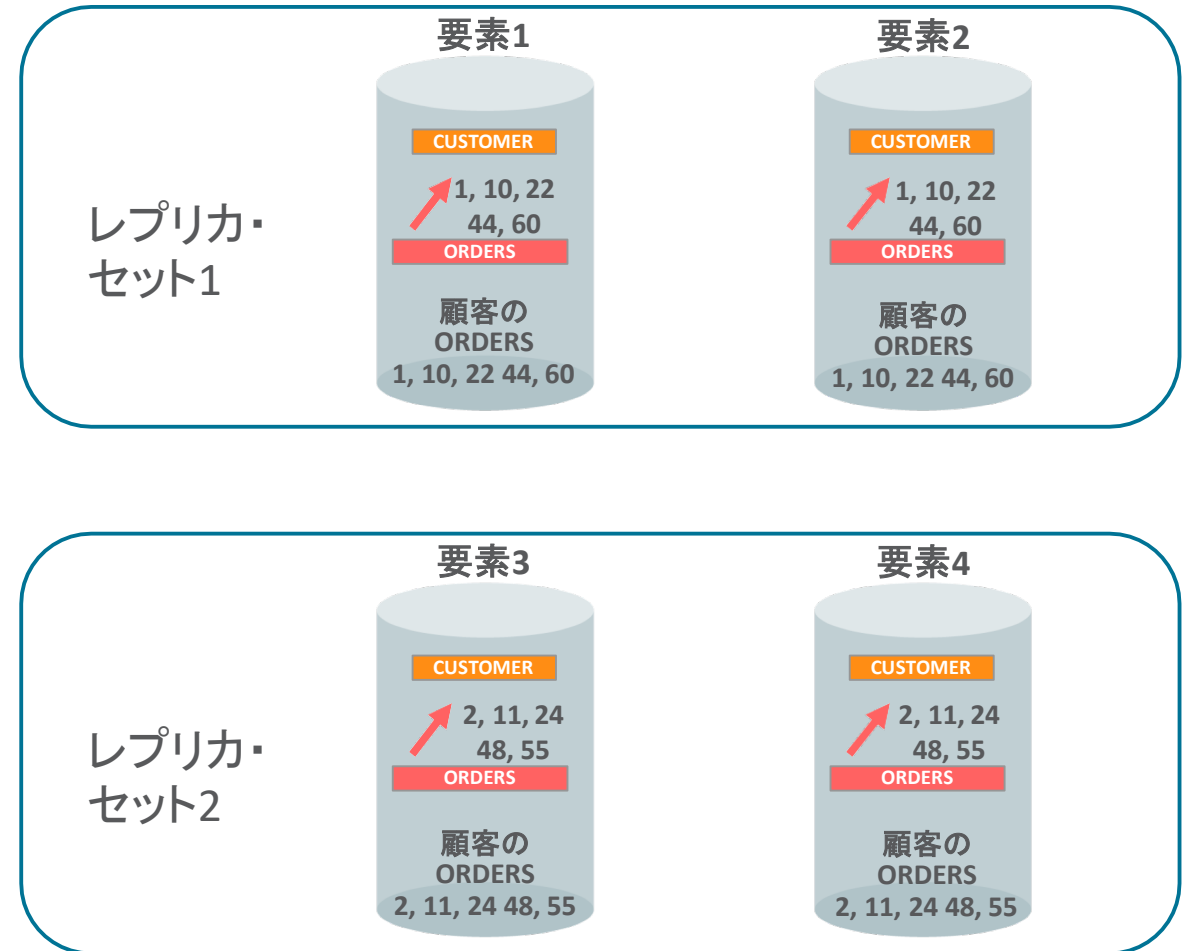 要素1
CUSTOMER
1, 10, 22
44, 60
ORDERS
顧客の
ORDERS
1, 10, 22 44, 60
要素2
CUSTOMER
1, 10, 22
44, 60
ORDERS
顧客の
ORDERS
1, 10, 22 44, 60
レプリカ・
セット1
要素3
CUSTOMER
2, 11, 24
48, 55
ORDERS
顧客の
ORDERS
2, 11, 24 48, 55
要素4
CUSTOMER
2, 11, 24
48, 55
ORDERS
顧客の
ORDERS
2, 11, 24 48, 55
レプリカ・
セット2